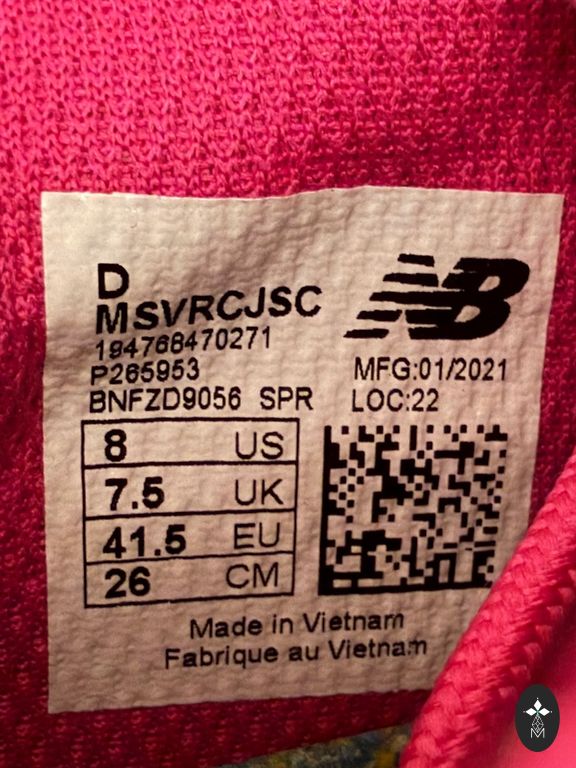 D
MSVRCJSC
194768470271
P265953
BNFZD9056 SPR
NB
MFG:01/2021
LOC:22
8 US
7.5 UK
41.5 EU
26 CM
Made in Vietnam
Fabrique au Vietnam
M